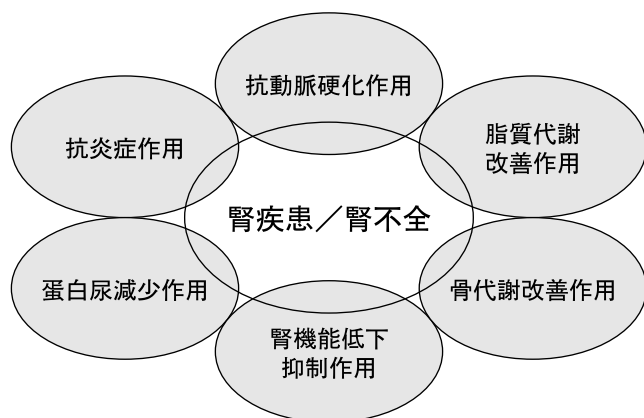 抗動脈硬化作用
抗炎症作用
脂質代謝
改善作用
腎疾患／腎不全
蛋白尿減少作用
骨代謝改善作用
腎機能低下
抑制作用